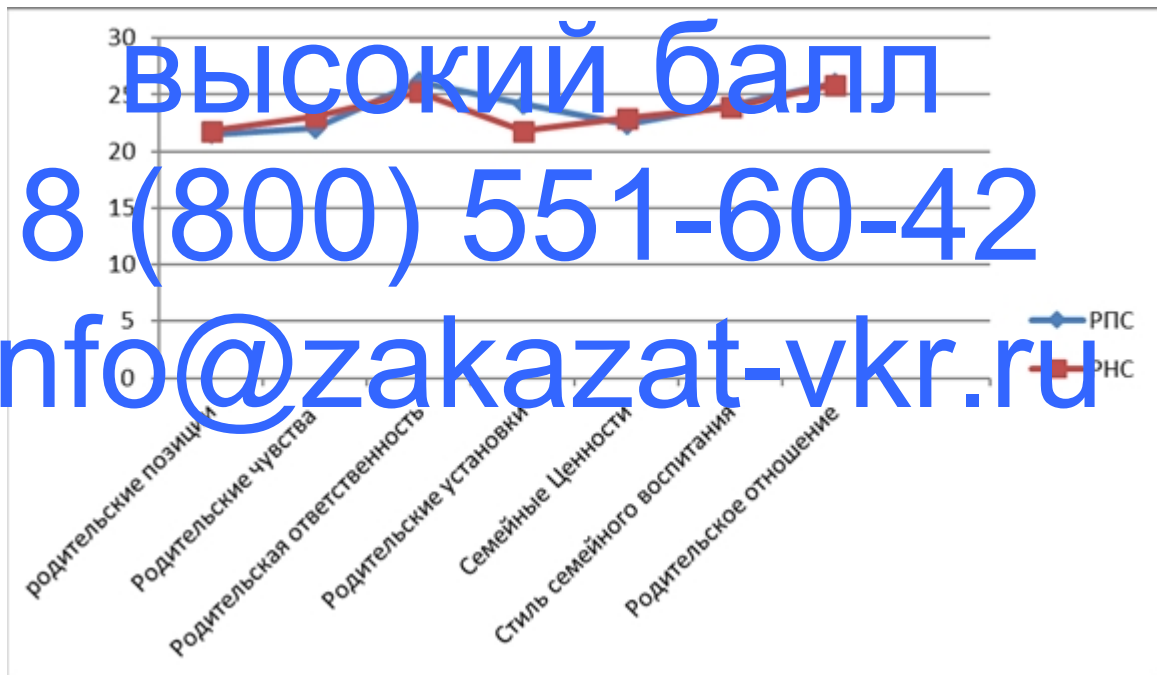 высокий балл
8 (800) 551-60-42
nfo@zakazat-vkr.ru
30
25
20
15
10
5
0
родительские позиции
Родительские чувства
Родительская ответственность
Родительские установки
Семейные Ценности
Стиль семейного воспитания
Родительское отношение
РПС
РНС